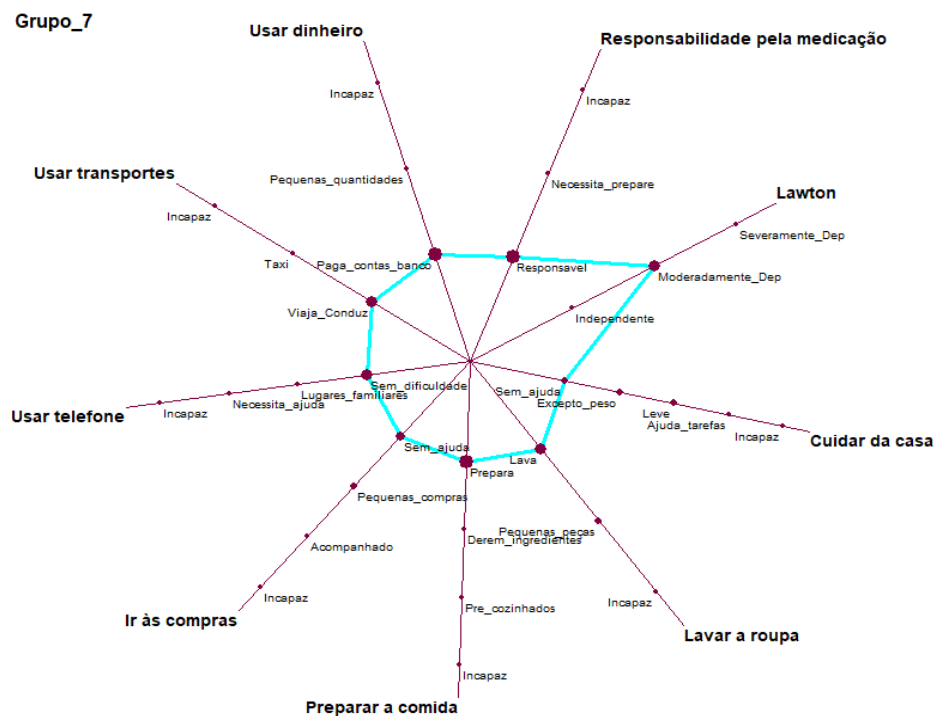 Grupo_7
Usar dinheiro
Responsabilidade pela medicação
Incapaz
Incapaz
Usar transportes
Pequenas_quantidades
Necessita_prepare
Lawton
Incapaz
Severamente_Dep
Taxi
Paga_contas_banco
Responsavel
Moderadamente_Dep
Viaja_Conduz
Independente
Sem_dificuldade
Lugares_familiares
Necessita_ajuda
Incapaz
Usar telefone
Sem_ajuda
Excepto_peso
Leve
Ajuda_tarefas
Incapaz
Cuidar da casa
Sem_ajuda
Prepara
Lava
Pequenas_compras
Pequenas_peças
Derem_ingredientes
Acompanhado
Incapaz
Pre_cozinhados
Incapaz
Ir às compras
Lavar a roupa
Incapaz
Preparar a comida